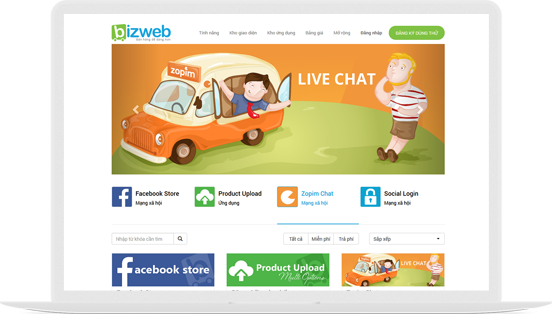 bizweb
Tính năng Kho giao diện Kho ứng dụng Bảng giá Mở rộng Đăng nhập ĐĂNG KÝ DÙNG THỬ
zopim
LIVE CHAT
Facebook Store
Mạng xã hội
Product Upload
Ứng dụng
Zopim Chat
Mạng xã hội
Social Login
Mạng xã hội
Nhập từ khóa cần tìm
Tất cả Miễn phí Trả phí
Sắp xếp
facebook store
Product Upload
LIVE CHAT